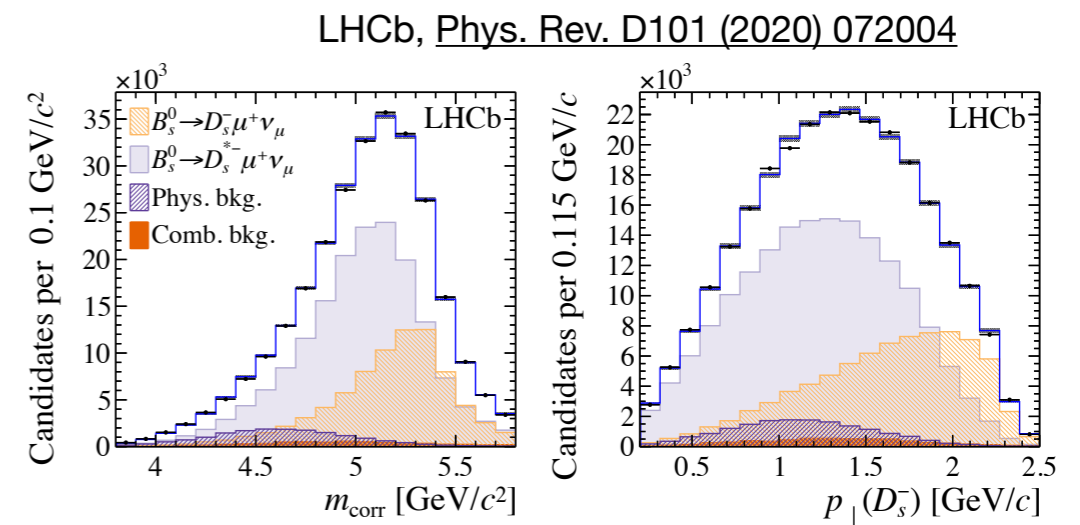 LHCb, Phys. Rev. D101 (2020) 072004
×10³
Candidates per 0.1 GeV/c²
35
30
25
20
15
10
5
0
LHCb
B⁰ₛ→D⁻ₛμ⁺ν_μ
B⁰ₛ→D*⁻ₛμ⁺ν_μ
Phys. bkg.
Comb. bkg.
4 4.5 5 5.5
m_corr [GeV/c²]
×10³
Candidates per 0.115 GeV/c
22
20
18
16
14
12
10
8
6
4
2
0
LHCb
0.5 1 1.5 2 2.5
p⊥(D⁻ₛ) [GeV/c]